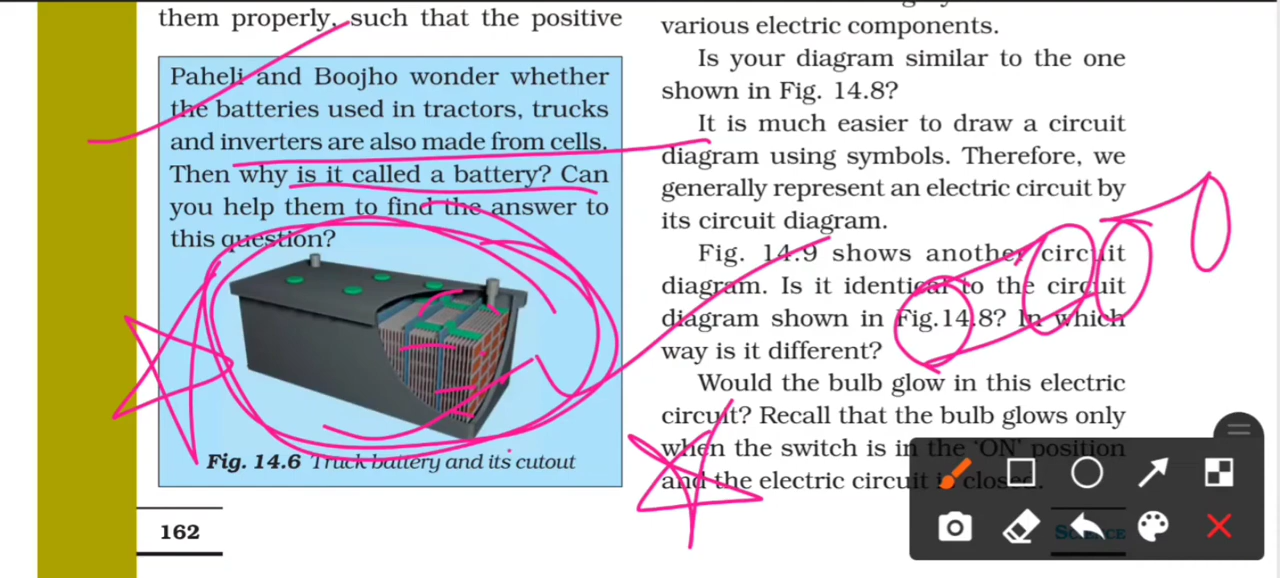 them properly, such that the positive
Paheli and Boojho wonder whether
the batteries used in tractors, trucks
and inverters are also made from cells.
Then why is it called a battery? Can
you help them to find the answer to
this question?
Fig. 14.6 Truck battery and its cutout
162
various electric components.
Is your diagram similar to the one
shown in Fig. 14.8?
It is much easier to draw a circuit
diagram using symbols. Therefore, we
generally represent an electric circuit by
its circuit diagram.
Fig. 14.9 shows another circuit
diagram. Is it identical to the circuit
diagram shown in Fig.14.8? In which
way is it different?
Would the bulb glow in this electric
circuit? Recall that the bulb glows only
when the switch is in the ‘ON’ position
and the electric circuit is closed.
SCIENCE